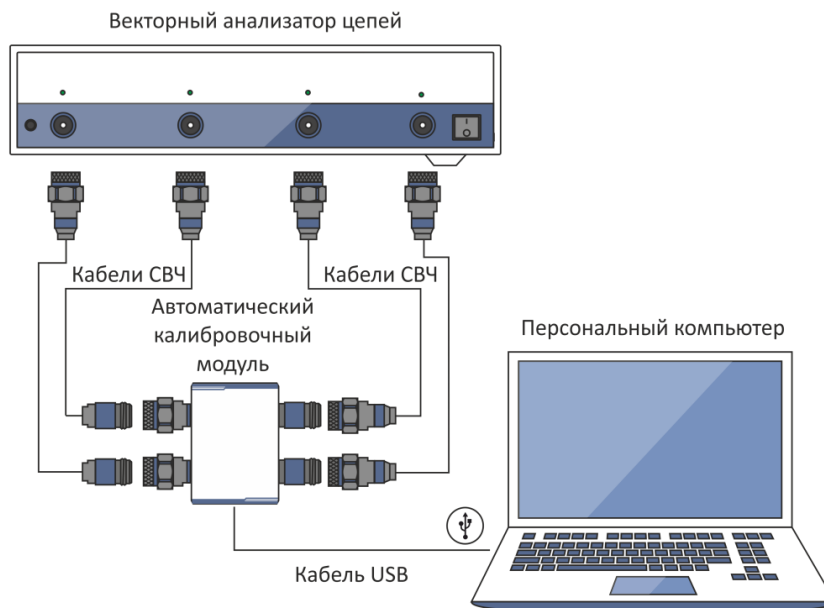 Векторный анализатор цепей
Кабели СВЧ
Кабели СВЧ
Автоматический
калибровочный
модуль
Персональный компьютер
Кабель USB